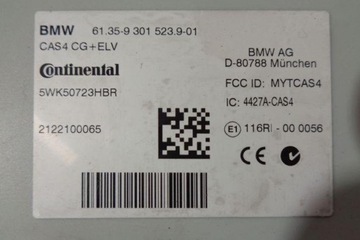 BMW 61.35-9 301 523.9-01
CAS4 CG+ELV
BMW AG
D-80788 München
Continental
FCC ID: MYTCAS4
5WK50723HBR
IC: 4427A-CAS4
2122100065
E1 116RI - 00 0056
CE